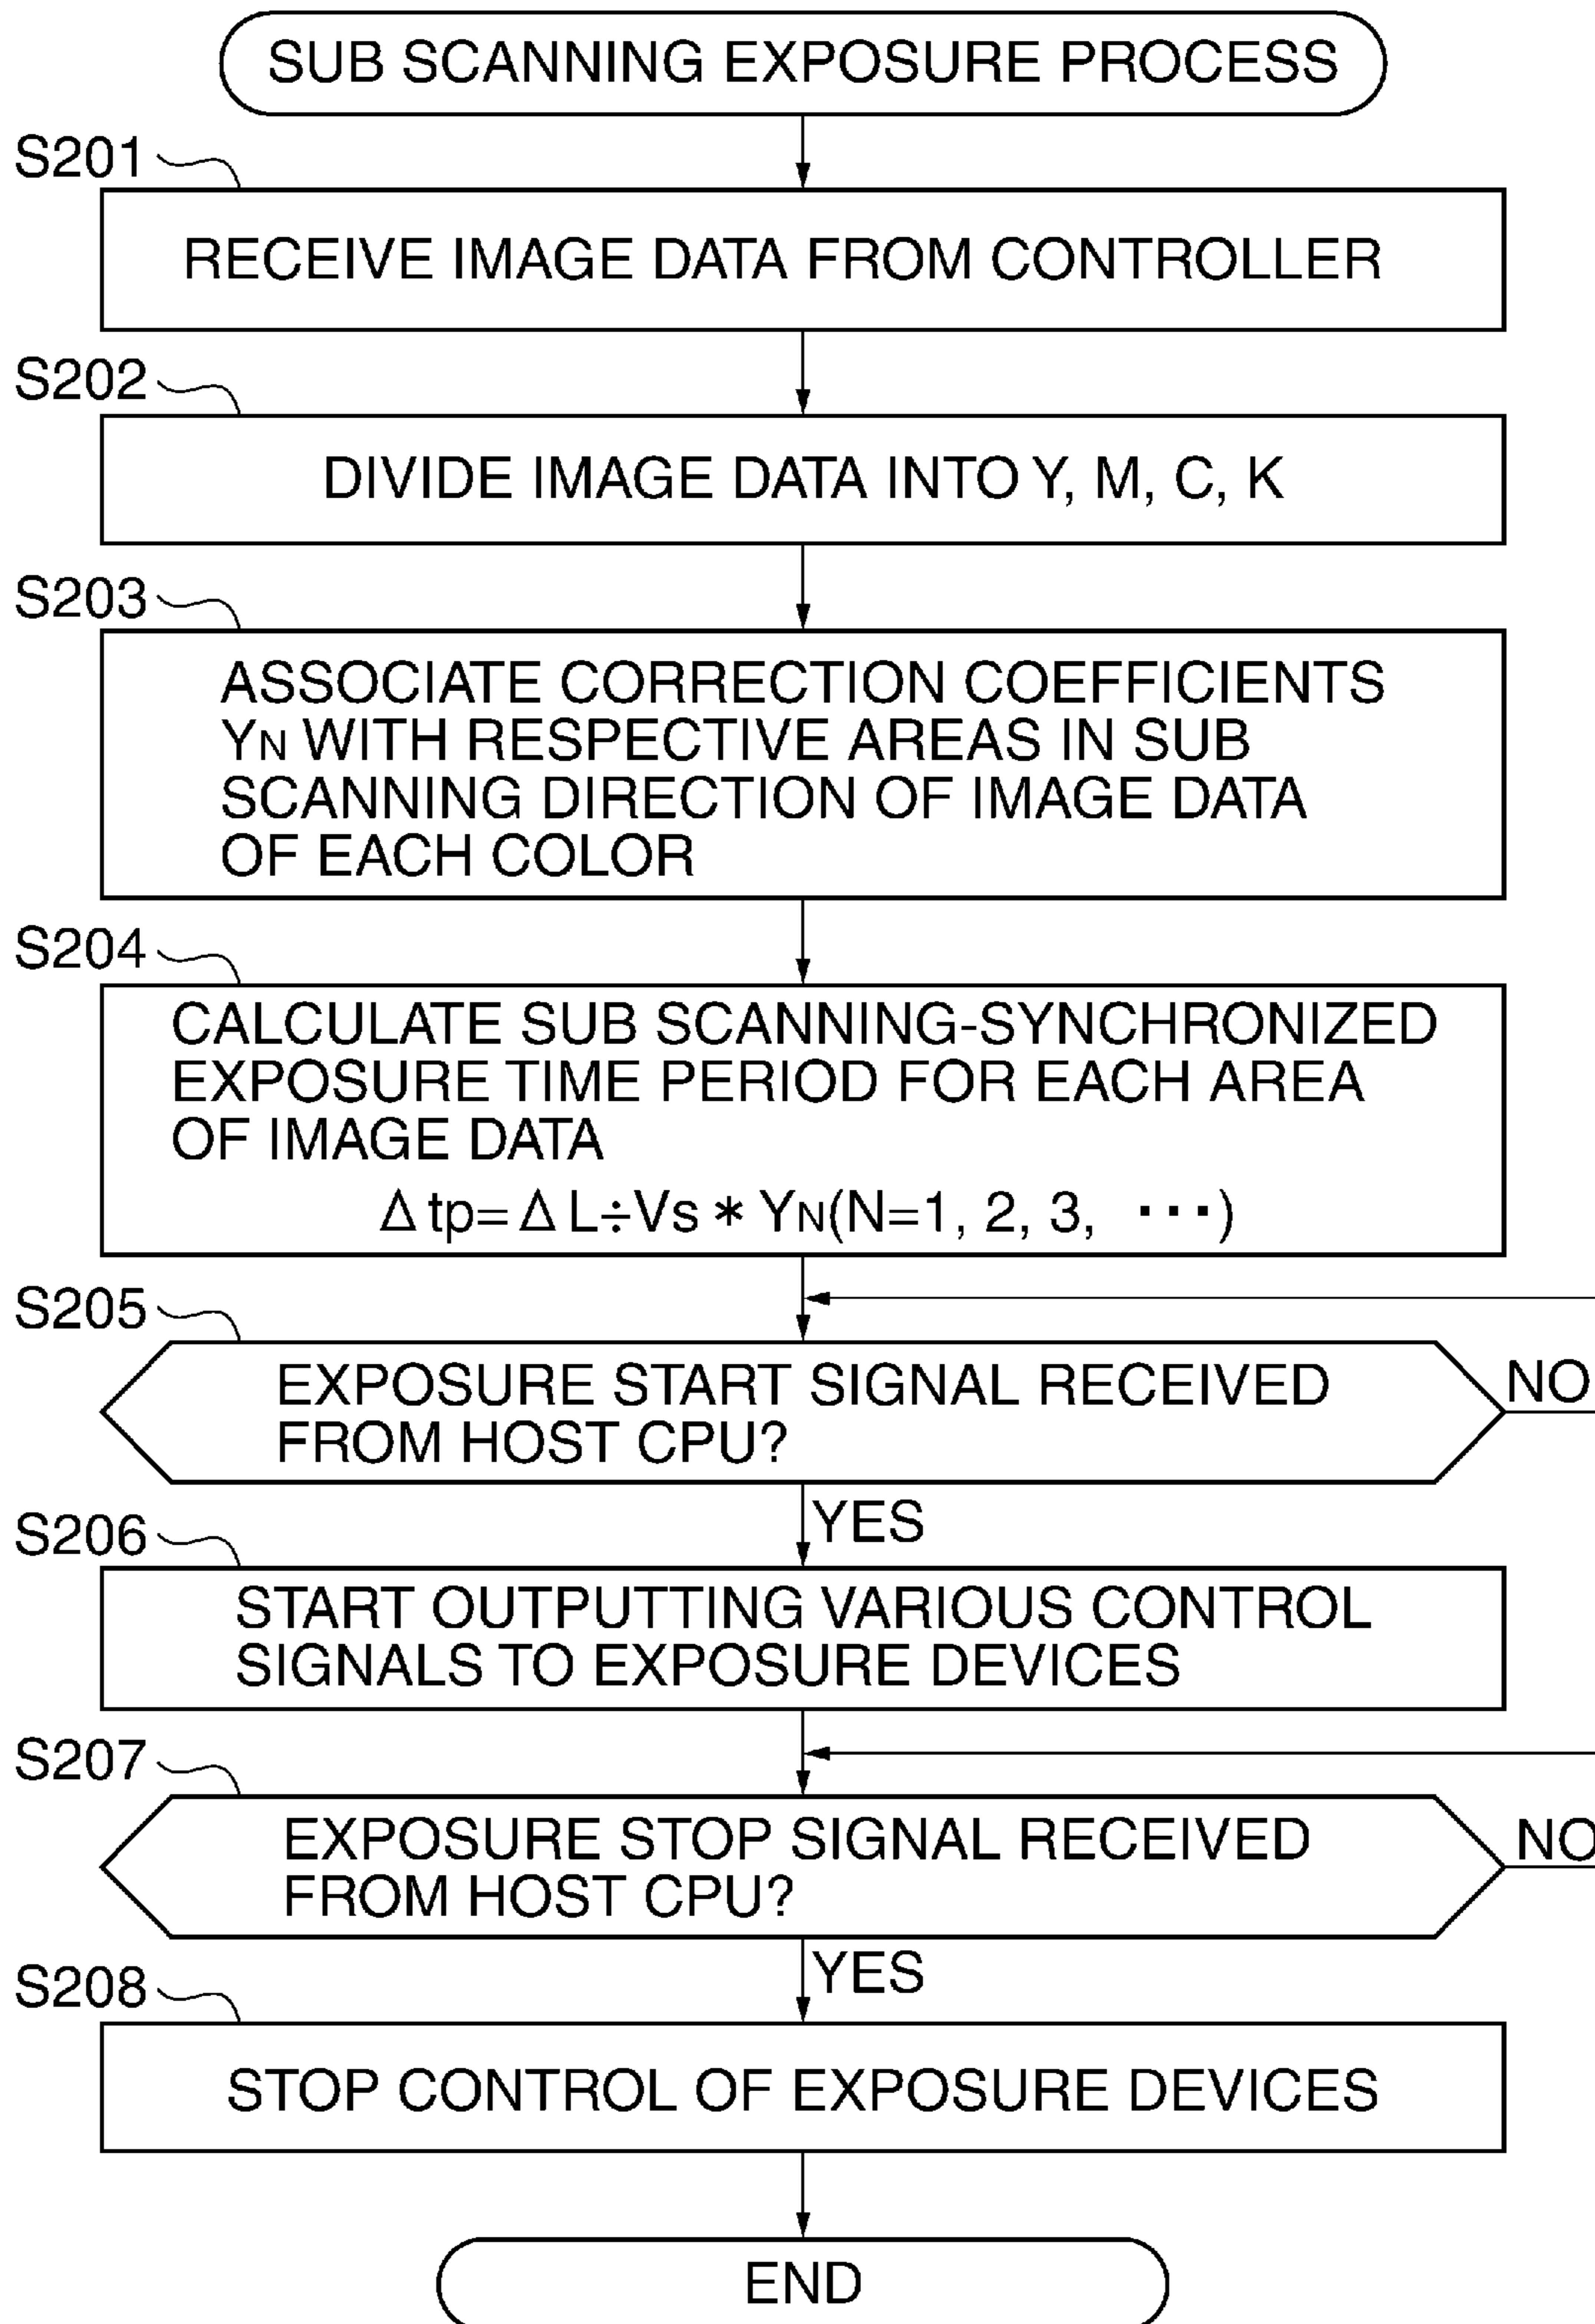 SUB SCANNING EXPOSURE PROCESS
S201
RECEIVE IMAGE DATA FROM CONTROLLER
S202
DIVIDE IMAGE DATA INTO Y, M, C, K
S203
ASSOCIATE CORRECTION COEFFICIENTS
YN WITH RESPECTIVE AREAS IN SUB
SCANNING DIRECTION OF IMAGE DATA
OF EACH COLOR
S204
CALCULATE SUB SCANNING-SYNCHRONIZED
EXPOSURE TIME PERIOD FOR EACH AREA
OF IMAGE DATA
Δtp=ΔL÷Vs * YN(N=1, 2, 3, ···)
S205
EXPOSURE START SIGNAL RECEIVED
FROM HOST CPU?
NO
YES
S206
START OUTPUTTING VARIOUS CONTROL
SIGNALS TO EXPOSURE DEVICES
S207
EXPOSURE STOP SIGNAL RECEIVED
FROM HOST CPU?
NO
YES
S208
STOP CONTROL OF EXPOSURE DEVICES
END